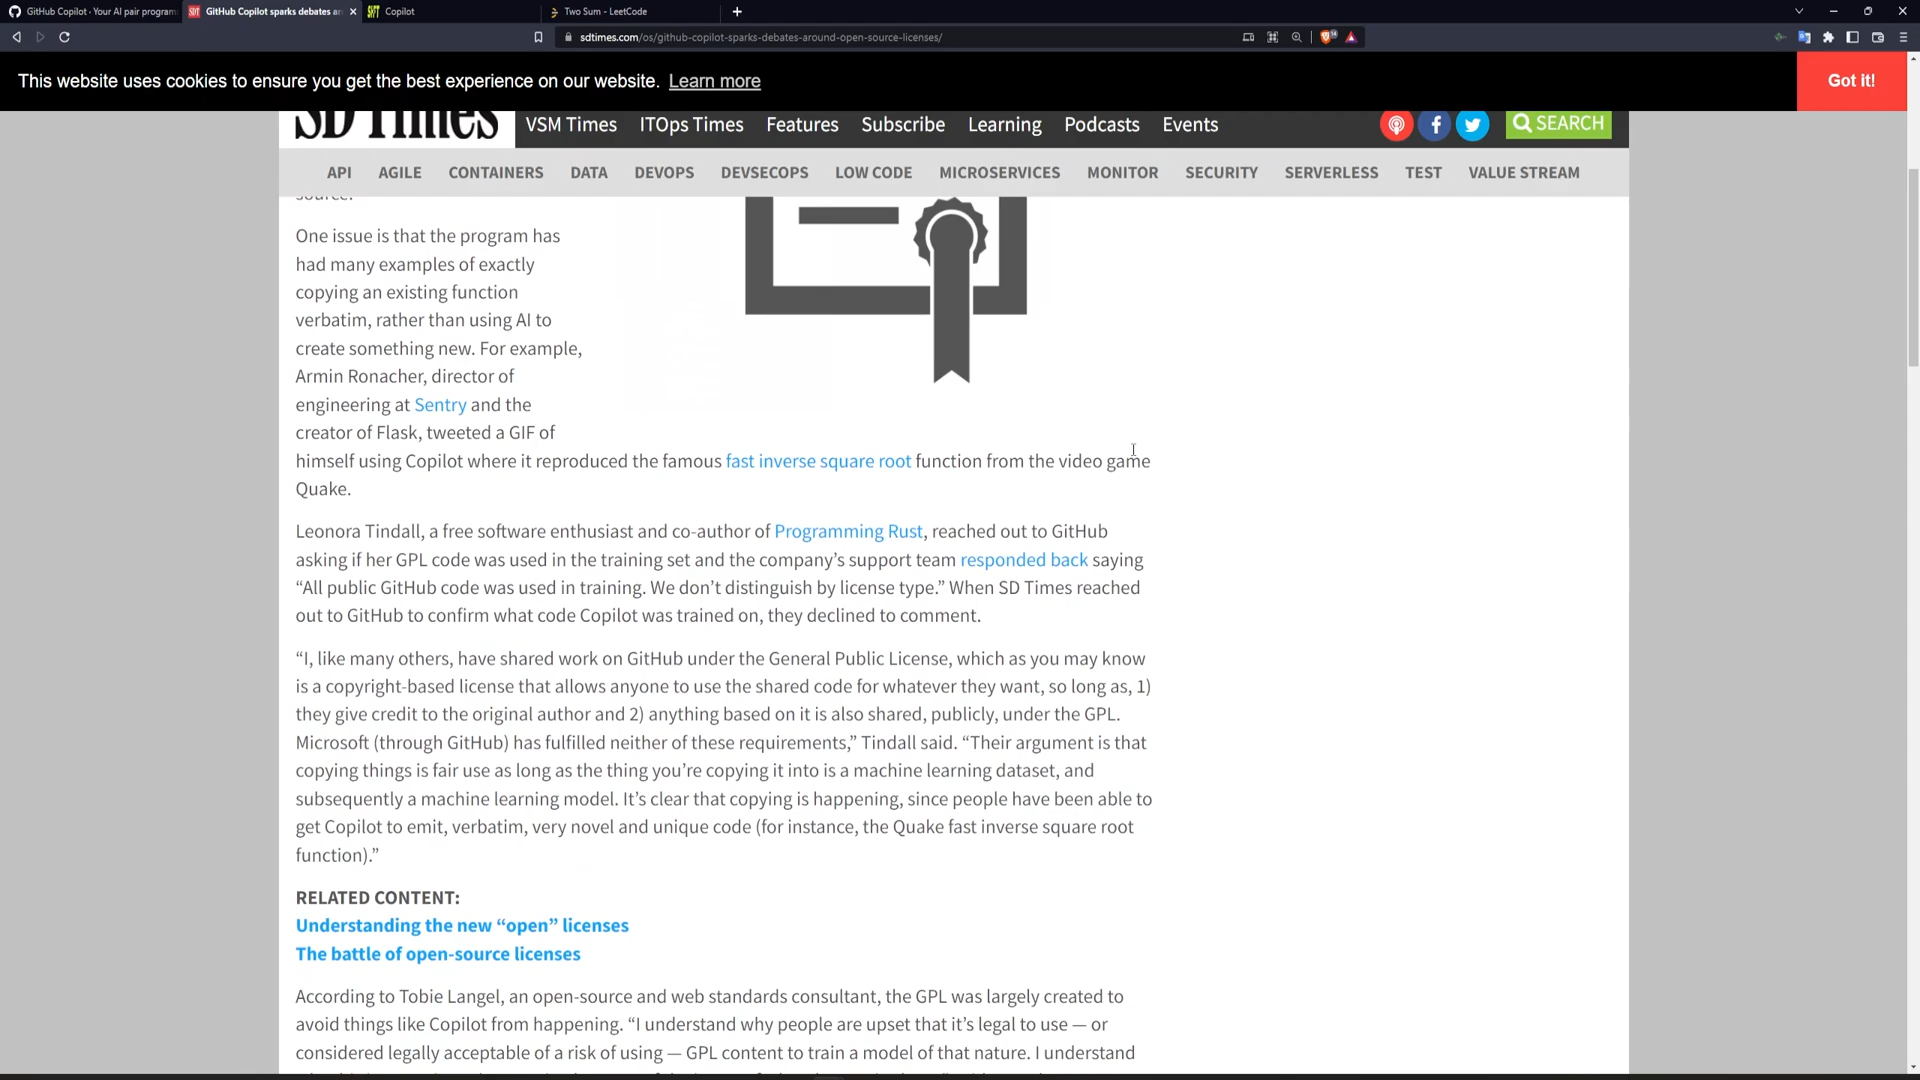 GitHub Copilot · Your AI pair program
GitHub Copilot sparks debates ar
Copilot
Two Sum - LeetCode
sdtimes.com/os/github-copilot-sparks-debates-around-open-source-licenses/
This website uses cookies to ensure you get the best experience on our website. Learn more
Got it!
SD Times
VSM Times ITOps Times Features Subscribe Learning Podcasts Events
SEARCH
API AGILE CONTAINERS DATA DEVOPS DEVSECOPS LOW CODE MICROSERVICES MONITOR SECURITY SERVERLESS TEST VALUE STREAM
source.
One issue is that the program has
had many examples of exactly
copying an existing function
verbatim, rather than using AI to
create something new. For example,
Armin Ronacher, director of
engineering at Sentry and the
creator of Flask, tweeted a GIF of
himself using Copilot where it reproduced the famous fast inverse square root function from the video game
Quake.
Leonora Tindall, a free software enthusiast and co-author of Programming Rust, reached out to GitHub
asking if her GPL code was used in the training set and the company’s support team responded back saying
“All public GitHub code was used in training. We don’t distinguish by license type.” When SD Times reached
out to GitHub to confirm what code Copilot was trained on, they declined to comment.
“I, like many others, have shared work on GitHub under the General Public License, which as you may know
is a copyright-based license that allows anyone to use the shared code for whatever they want, so long as, 1)
they give credit to the original author and 2) anything based on it is also shared, publicly, under the GPL.
Microsoft (through GitHub) has fulfilled neither of these requirements,” Tindall said. “Their argument is that
copying things is fair use as long as the thing you’re copying it into is a machine learning dataset, and
subsequently a machine learning model. It’s clear that copying is happening, since people have been able to
get Copilot to emit, verbatim, very novel and unique code (for instance, the Quake fast inverse square root
function).”
RELATED CONTENT:
Understanding the new “open” licenses
The battle of open-source licenses
According to Tobie Langel, an open-source and web standards consultant, the GPL was largely created to
avoid things like Copilot from happening. “I understand why people are upset that it’s legal to use — or
considered legally acceptable of a risk of using — GPL content to train a model of that nature. I understand